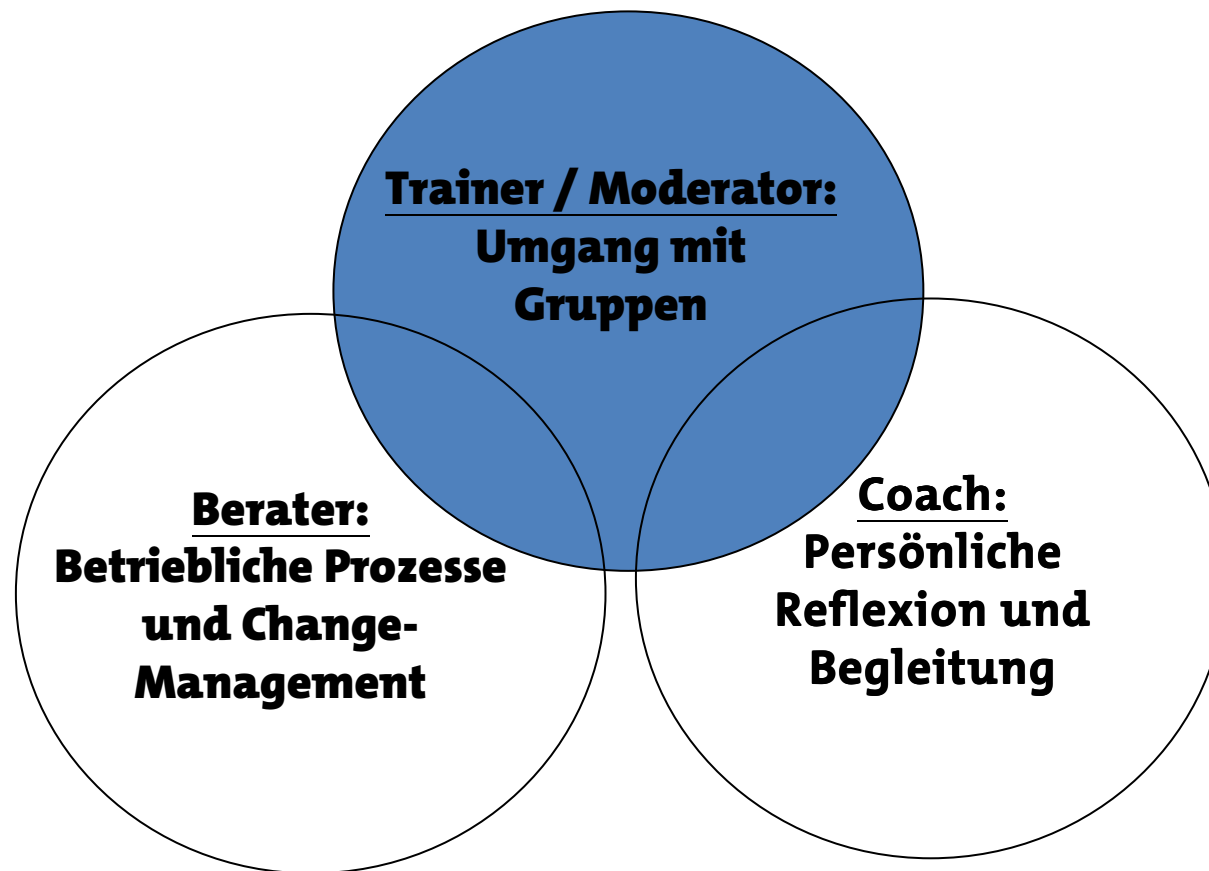 Trainer / Moderator:
Umgang mit
Gruppen
Berater:
Betriebliche Prozesse
und Change-
Management
Coach:
Persönliche
Reflexion und
Begleitung